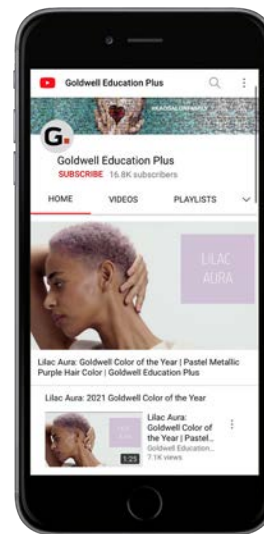 Goldwell Education Plus
#KAOSALONFAMILY
G.
Goldwell Education Plus
SUBSCRIBE 16.8K subscribers
HOME VIDEOS PLAYLISTS
LILAC
AURA
Lilac Aura: Goldwell Color of the Year | Pastel Metallic
Purple Hair Color | Goldwell Education Plus
Lilac Aura: 2021 Goldwell Color of the Year
Lilac Aura:
Goldwell Color of
the Year | Pastel...
Goldwell Education...
7.1K views
1:25